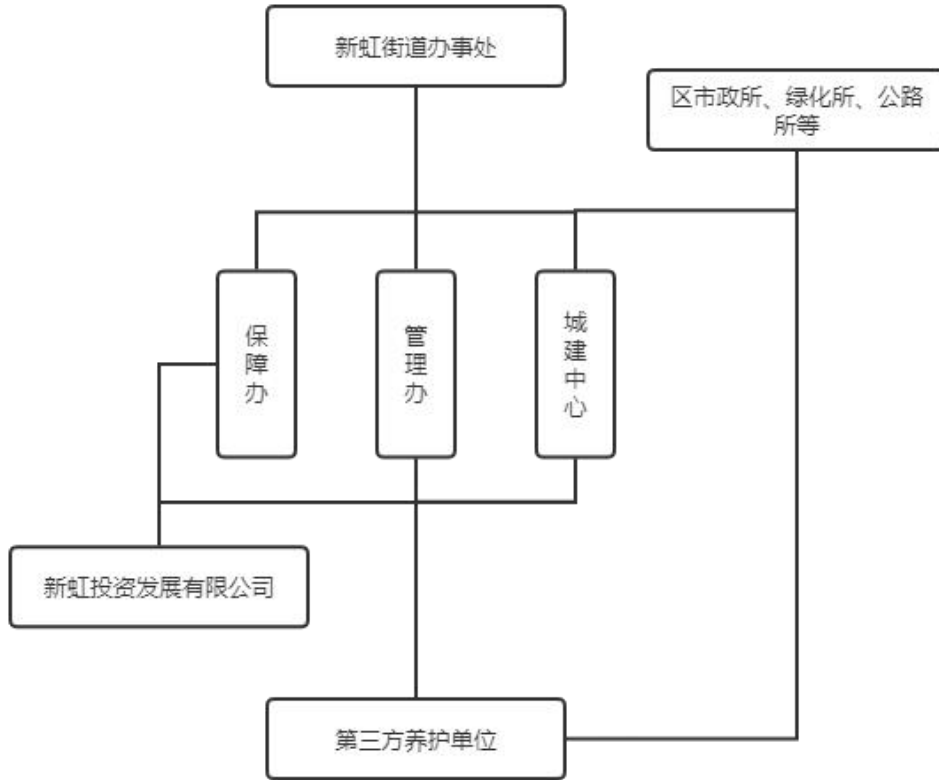 新虹街道办事处
区市政所、绿化所、公路
所等
保障办
管理办
城建中心
新虹投资发展有限公司
第三方养护单位